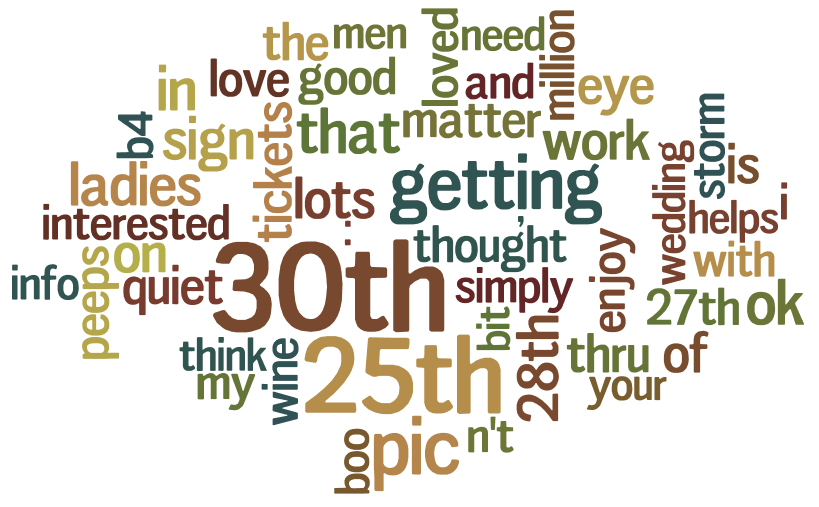 the
men
loved
need
million
in
love
good
and
eye
b4
sign
tickets
that
matter
work
storm
is
ladies
lots
getting
wedding
helps
i
interested
.
,
thought
enjoy
with
info
peeps
on
quiet
30th
simply
27th
ok
think
my
wine
25th
bit
28th
thru
of
your
boo
pic
n't